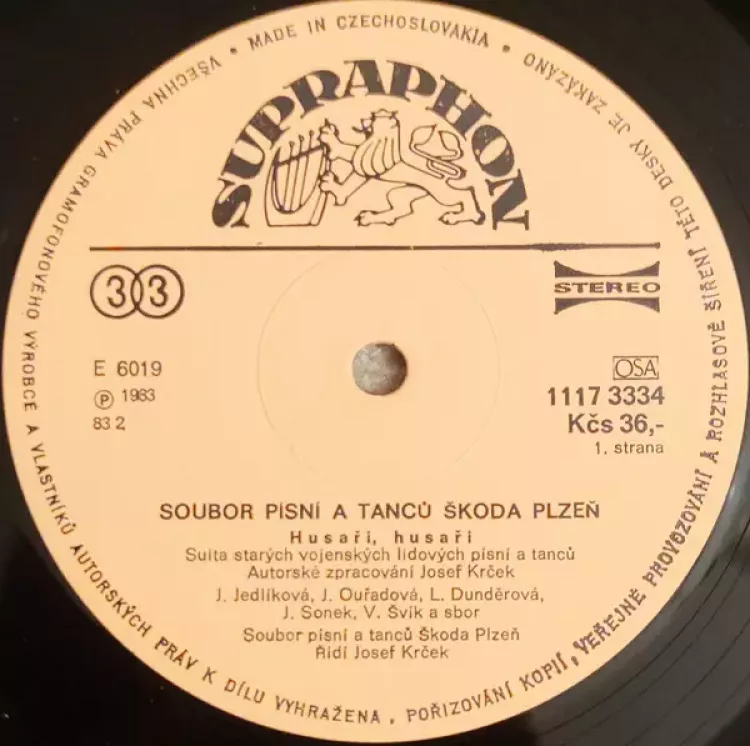 MADE IN CZECHOSLOVAKIA • VŠECHNA PRÁVA GRAMOFONOVÉHO VÝROBCE A VLASTNÍKŮ AUTORSKÝCH PRÁV K DÍLU VYHRAŽENA. POŘIZOVÁNÍ KOPIÍ, VEŘEJNÉ PROVOZOVÁNÍ A ROZHLASOVÉ ŠÍŘENÍ TÉTO DESKY JE ZAKÁZÁNO •
SUPRAPHON
33
STEREO
E 6019
OSA
Ⓟ 1983
1117 3334
83 2
Kčs 36,-
1. strana
SOUBOR PÍSNÍ A TANCŮ ŠKODA PLZEŇ
Husaři, husaři
Suita starých vojenských lidových písní a tanců
Autorské zpracování Josef Krček
J. Jedlíková, J. Ouřadová, L. Dunděrová,
J. Sonek, V. Švík a sbor
Soubor písní a tanců Škoda Plzeň
Řídí Josef Krček